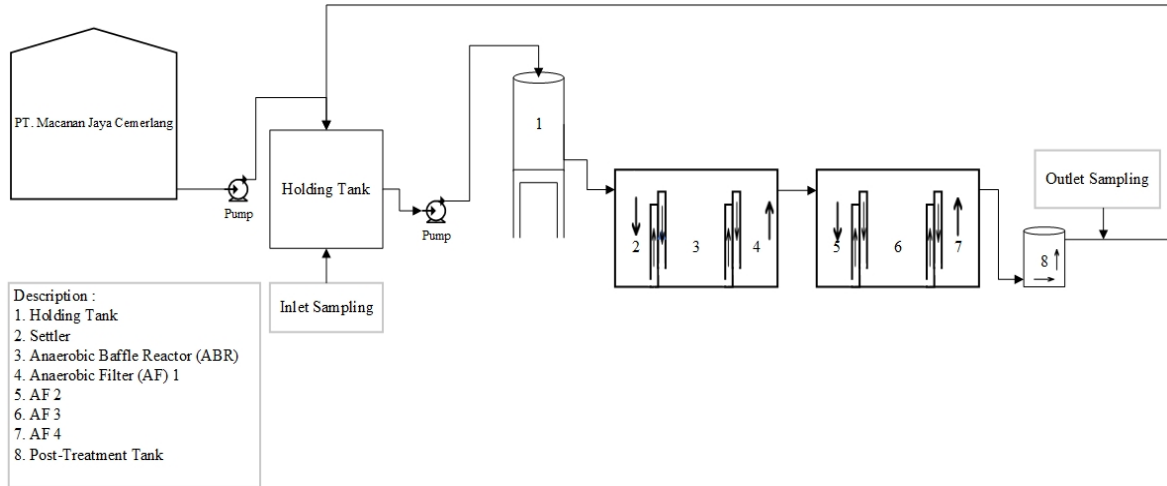 PT. Macanan Jaya Cemerlang
Pump
Holding Tank
Inlet Sampling
Pump
1
2
3
4
5
6
7
8
Outlet Sampling
Description :
1. Holding Tank
2. Settler
3. Anaerobic Baffle Reactor (ABR)
4. Anaerobic Filter (AF) 1
5. AF 2
6. AF 3
7. AF 4
8. Post-Treatment Tank